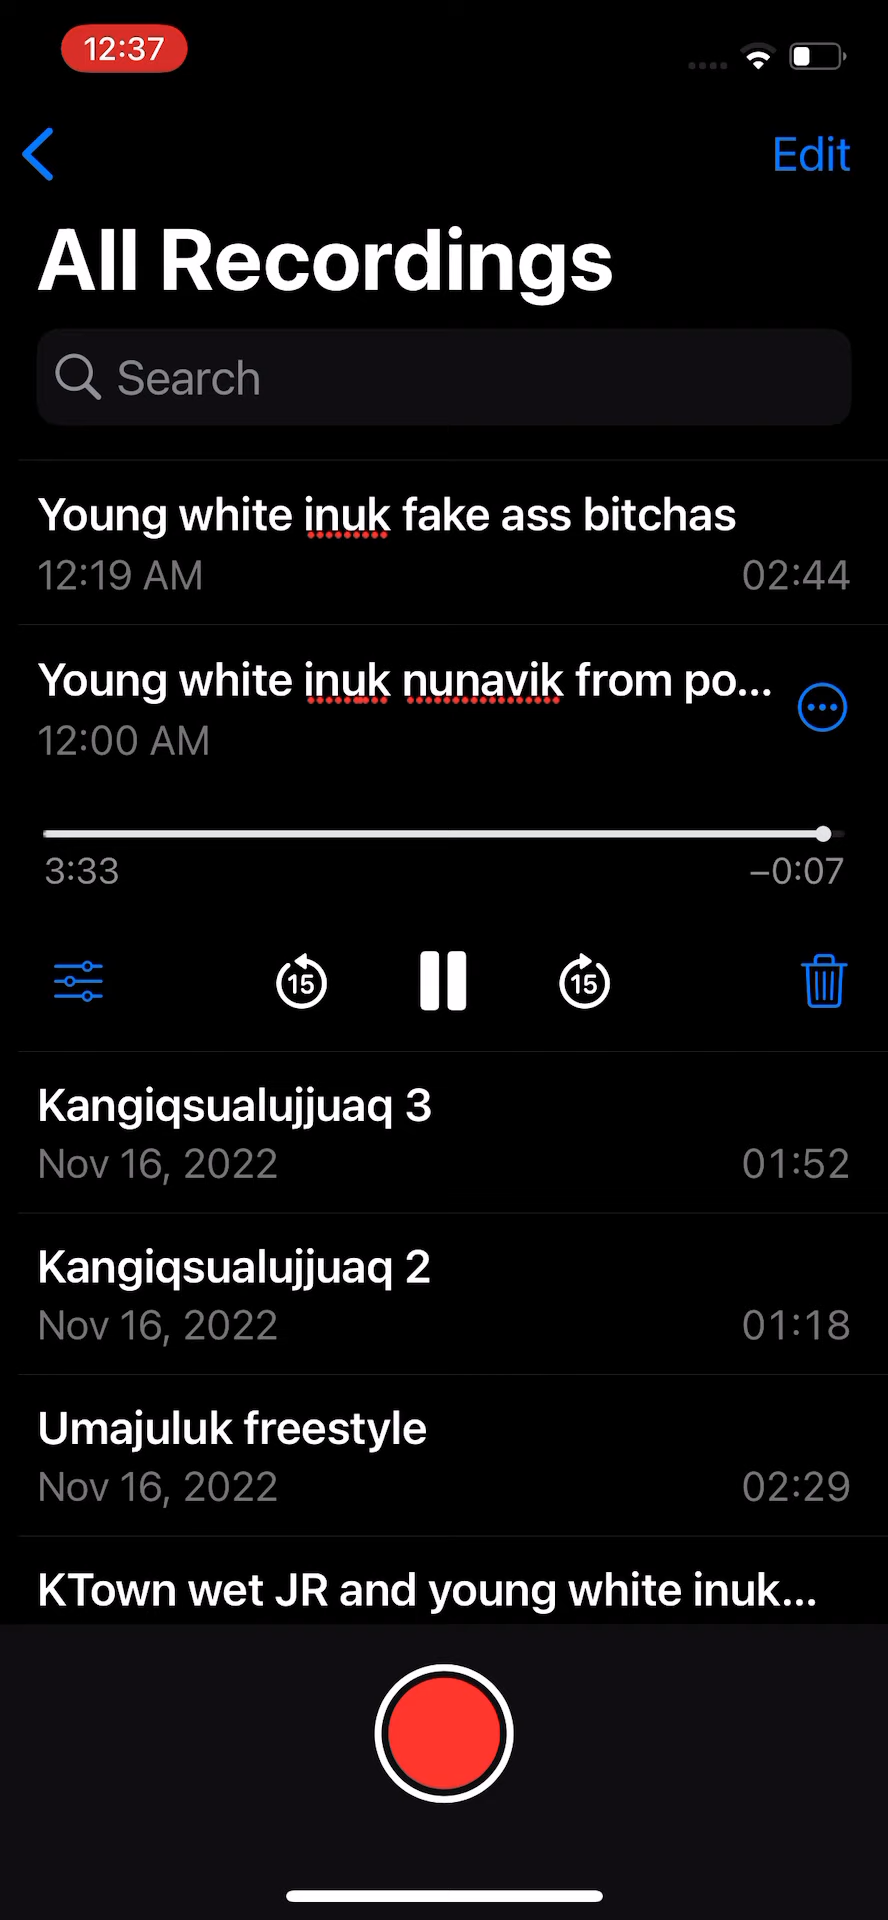 12:37
Edit
All Recordings
Search
Young white inuk fake ass bitchas
12:19 AM 02:44
Young white inuk nunavik from po...
12:00 AM
3:33 –0:07
15 15
Kangiqsualujjuaq 3
Nov 16, 2022 01:52
Kangiqsualujjuaq 2
Nov 16, 2022 01:18
Umajuluk freestyle
Nov 16, 2022 02:29
KTown wet JR and young white inuk...